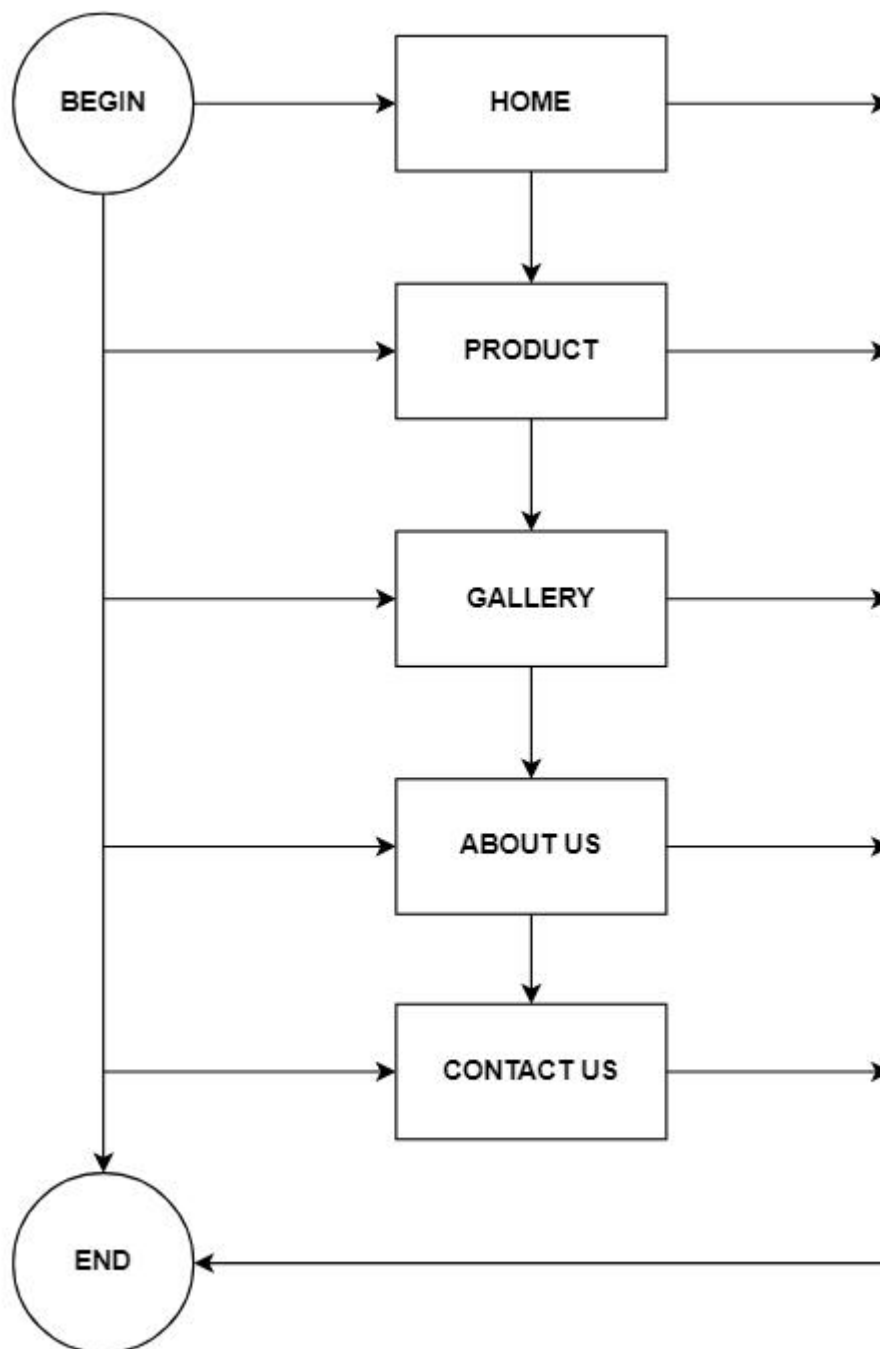 BEGIN
HOME
PRODUCT
GALLERY
ABOUT US
CONTACT US
END